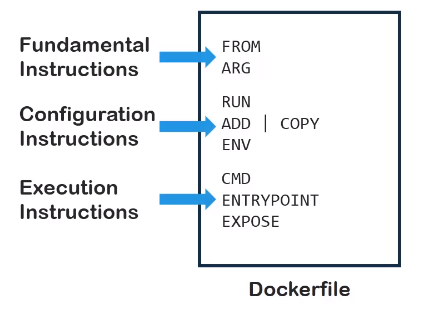 Fundamental
Instructions
FROM
ARG
Configuration
Instructions
RUN
ADD | COPY
ENV
Execution
Instructions
CMD
ENTRYPOINT
EXPOSE
Dockerfile